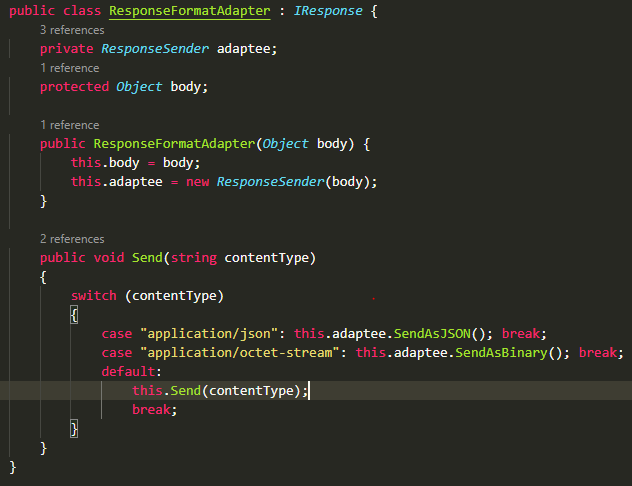 public class ResponseFormatAdapter : IResponse {
3 references
private ResponseSender adaptee;
1 reference
protected Object body;
1 reference
public ResponseFormatAdapter(Object body) {
this.body = body;
this.adaptee = new ResponseSender(body);
}
2 references
public void Send(string contentType)
{
switch (contentType)
{
case "application/json": this.adaptee.SendAsJSON(); break;
case "application/octet-stream": this.adaptee.SendAsBinary(); break;
default:
this.Send(contentType);
break;
}
}
}